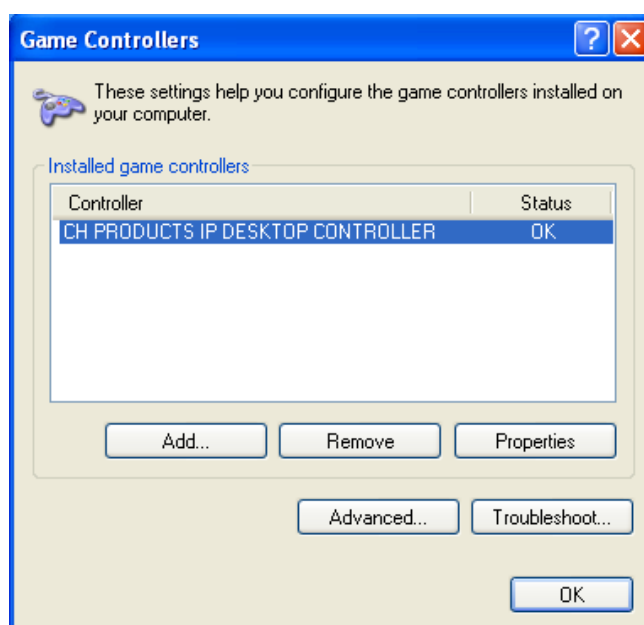 Game Controllers
These settings help you configure the game controllers installed on
your computer.
Installed game controllers
Controller Status
CH PRODUCTS IP DESKTOP CONTROLLER OK
Add... Remove Properties
Advanced... Troubleshoot...
OK